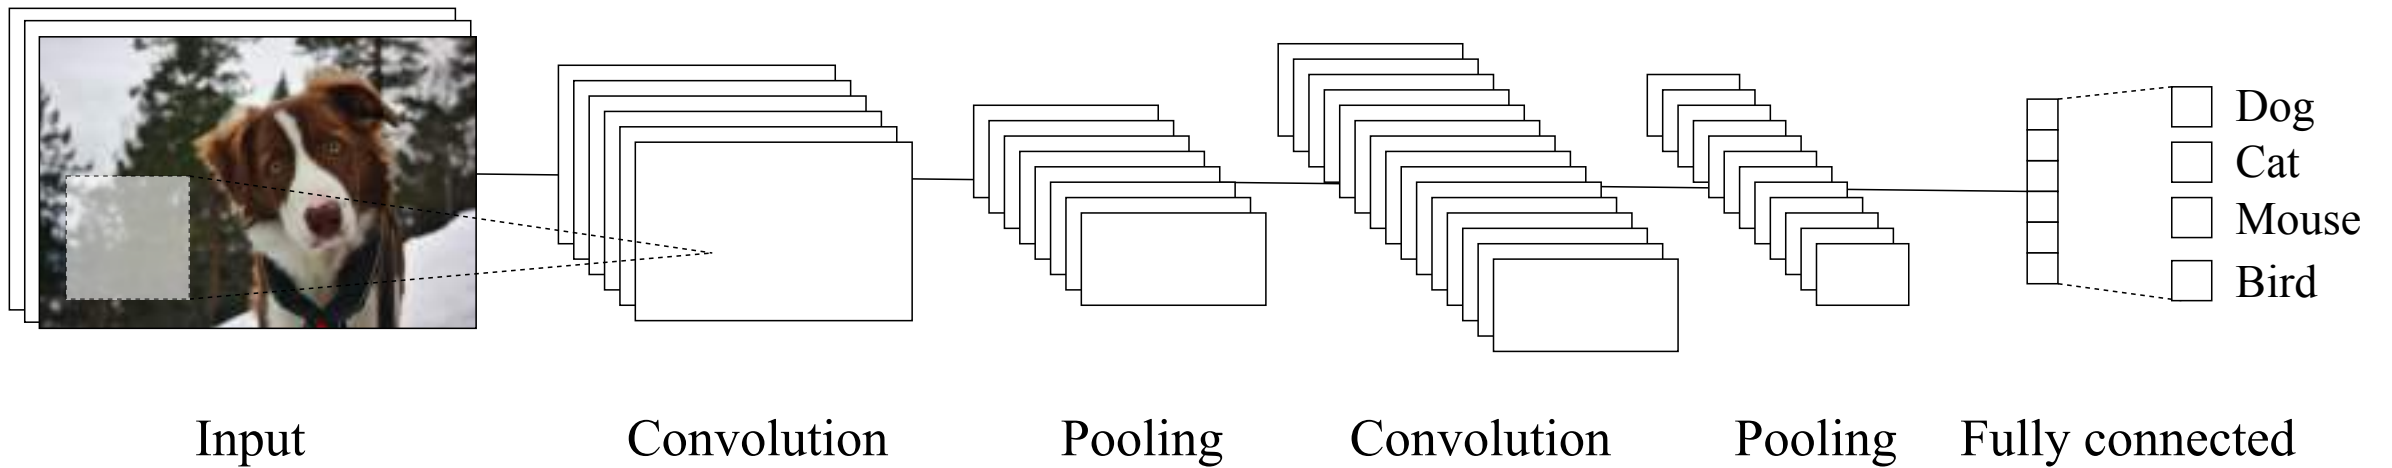 Dog
Cat
Mouse
Bird
Input
Convolution
Pooling
Convolution
Pooling
Fully connected